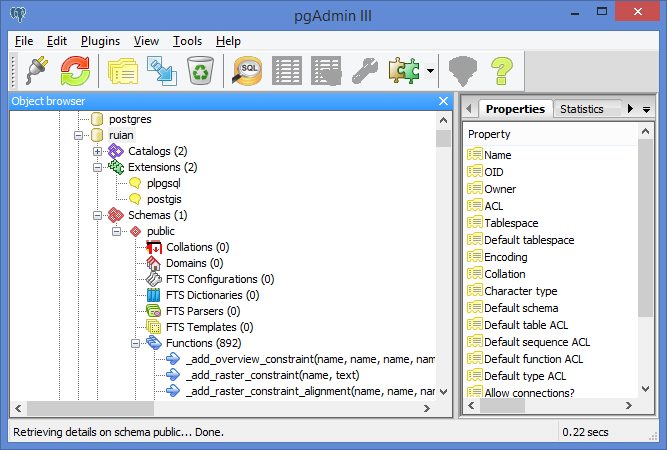 pgAdmin III
File Edit Plugins View Tools Help
SQL
Object browser
postgres
ruian
Catalogs (2)
Extensions (2)
plpgsql
postgis
Schemas (1)
public
Collations (0)
Domains (0)
FTS Configurations (0)
FTS Dictionaries (0)
FTS Parsers (0)
FTS Templates (0)
Functions (892)
_add_overview_constraint(name, name, name, nam
_add_raster_constraint(name, text)
_add_raster_constraint_alignment(name, name, na
Properties Statistics
Property
Name
OID
Owner
ACL
Tablespace
Default tablespace
Encoding
Collation
Character type
Default schema
Default table ACL
Default sequence ACL
Default function ACL
Default type ACL
Allow connections?
Retrieving details on schema public... Done. 0.22 secs